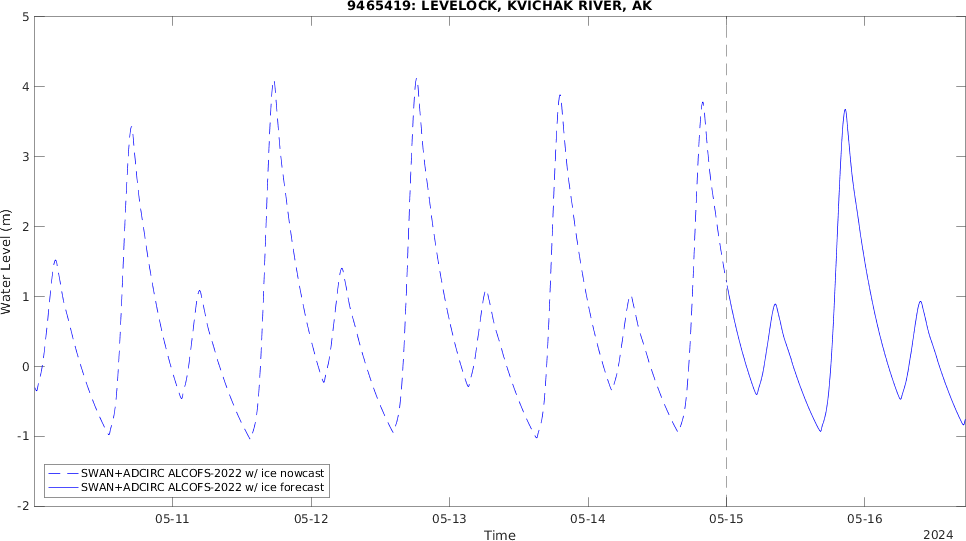 9465419: LEVELOCK, KVICHAK RIVER, AK
5
4
3
2
1
0
-1
-2
Water Level (m)
SWAN+ADCIRC ALCOFS-2022 w/ ice nowcast
SWAN+ADCIRC ALCOFS-2022 w/ ice forecast
05-11 05-12 05-13 05-14 05-15 05-16
Time
2024